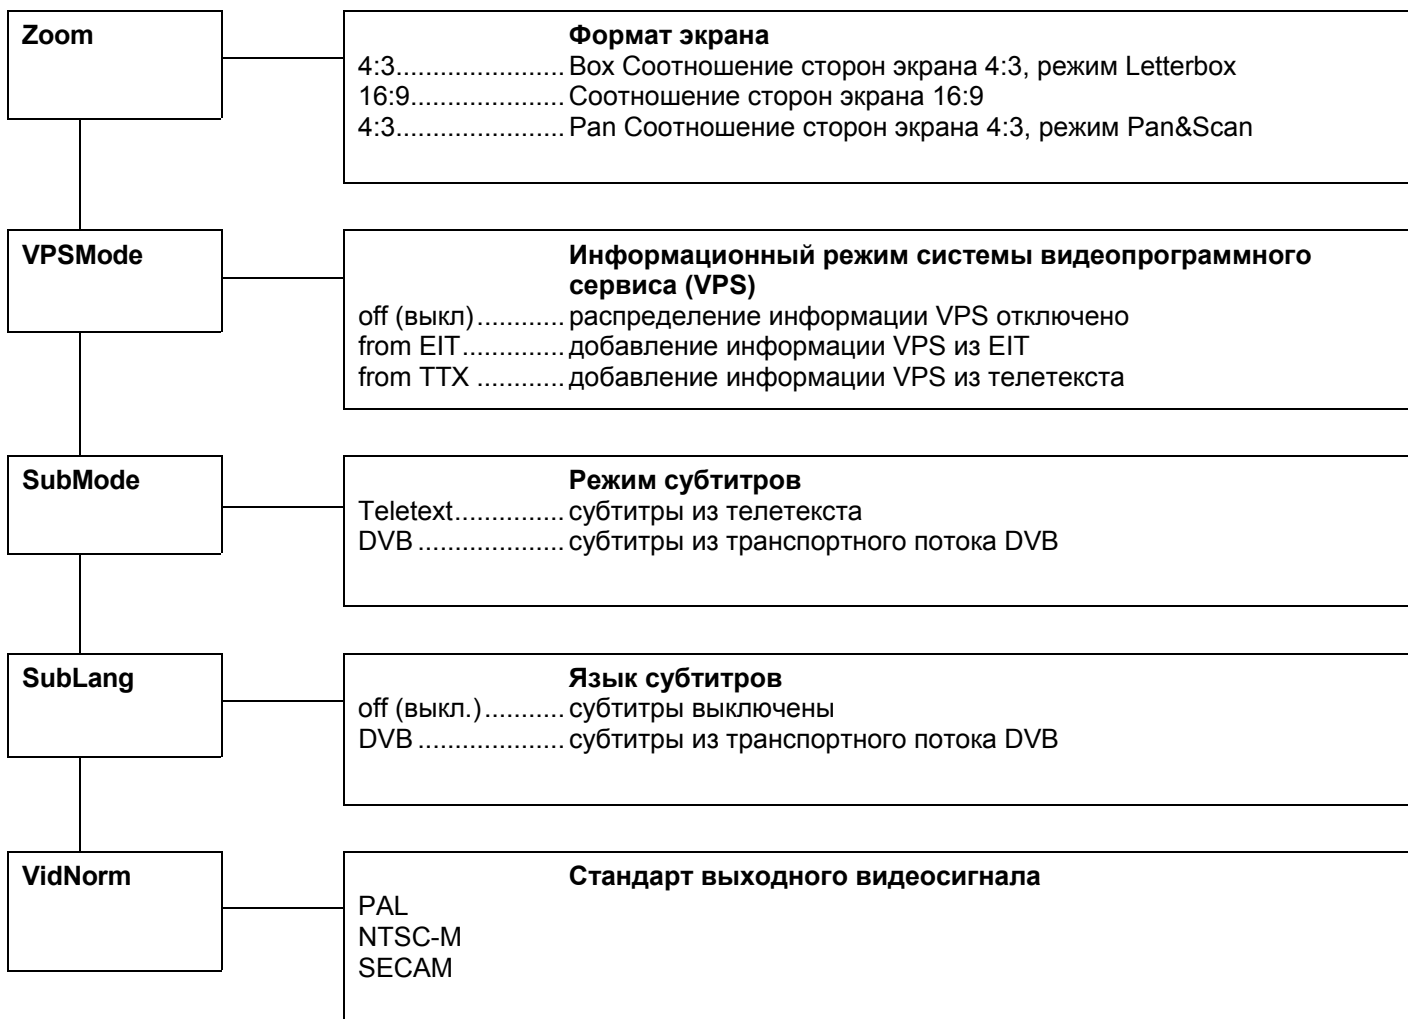 Zoom
Формат экрана
4:3....................... Box Соотношение сторон экрана 4:3, режим Letterbox
16:9..................... Соотношение сторон экрана 16:9
4:3....................... Pan Соотношение сторон экрана 4:3, режим Pan&Scan
VPSMode
Информационный режим системы видеопрограммного
сервиса (VPS)
off (выкл)............ распределение информации VPS отключено
from EIT.............. добавление информации VPS из EIT
from TTX ............ добавление информации VPS из телетекста
SubMode
Режим субтитров
Teletext............... субтитры из телетекста
DVB .................... субтитры из транспортного потока DVB
SubLang
Язык субтитров
off (выкл.)........... субтитры выключены
DVB .................... субтитры из транспортного потока DVB
VidNorm
Стандарт выходного видеосигнала
PAL
NTSC-M
SECAM